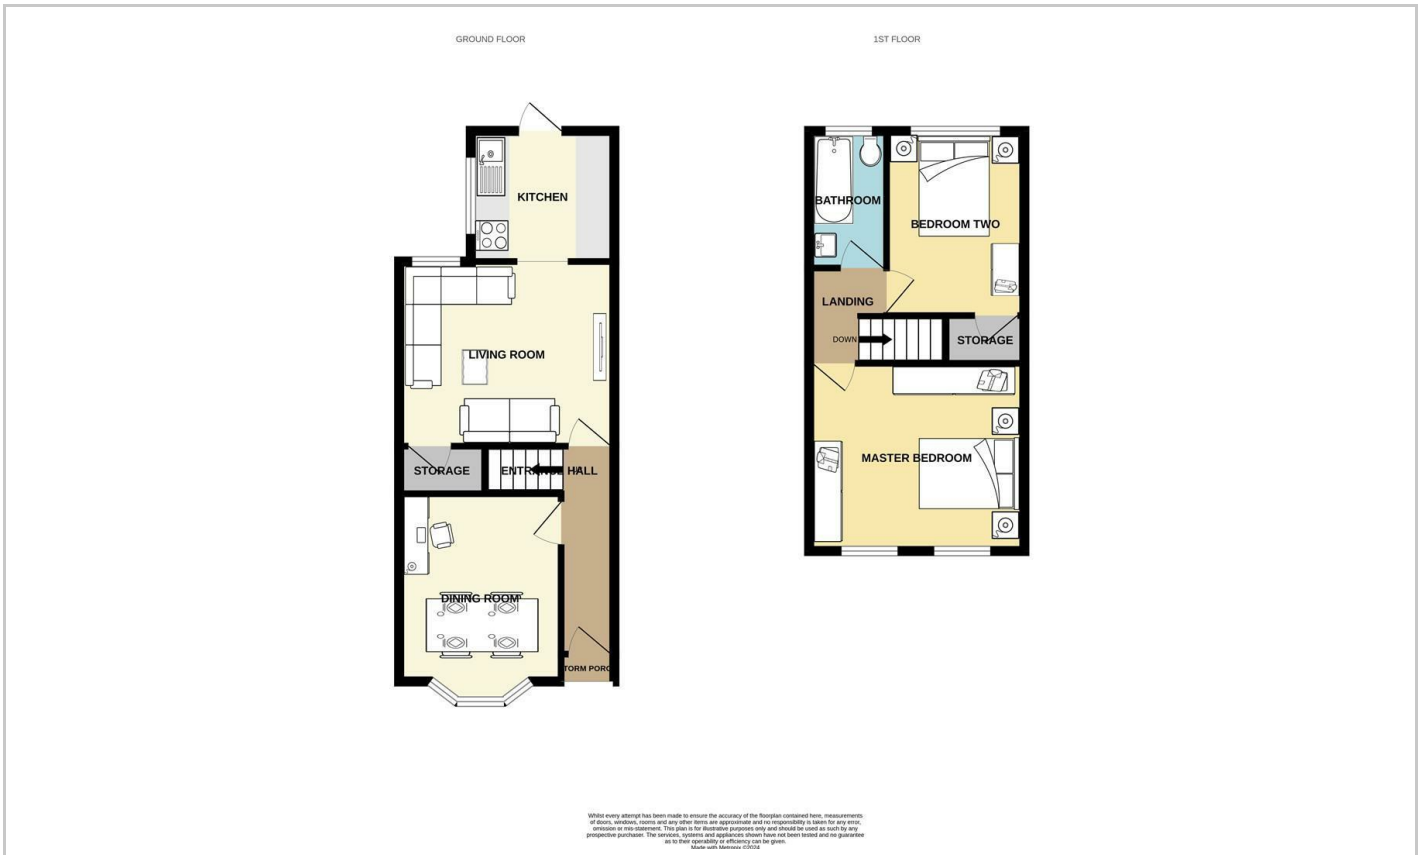 GROUND FLOOR
KITCHEN
LIVING ROOM
STORAGE
ENTRANCE HALL
DINING ROOM
TORM PORC
1ST FLOOR
BATHROOM
BEDROOM TWO
LANDING
DOWN
STORAGE
MASTER BEDROOM
Whilst every attempt has been made to ensure the accuracy of the floorplan contained here, measurements
of doors, windows, rooms and any other items are approximate and no responsibility is taken for any error,
omission or mis-statement. This plan is for illustrative purposes only and should be used as such by any
prospective purchaser. The services, systems and appliances shown have not been tested and no guarantee
as to their operability or efficiency can be given.
Made with Metropix ©2024